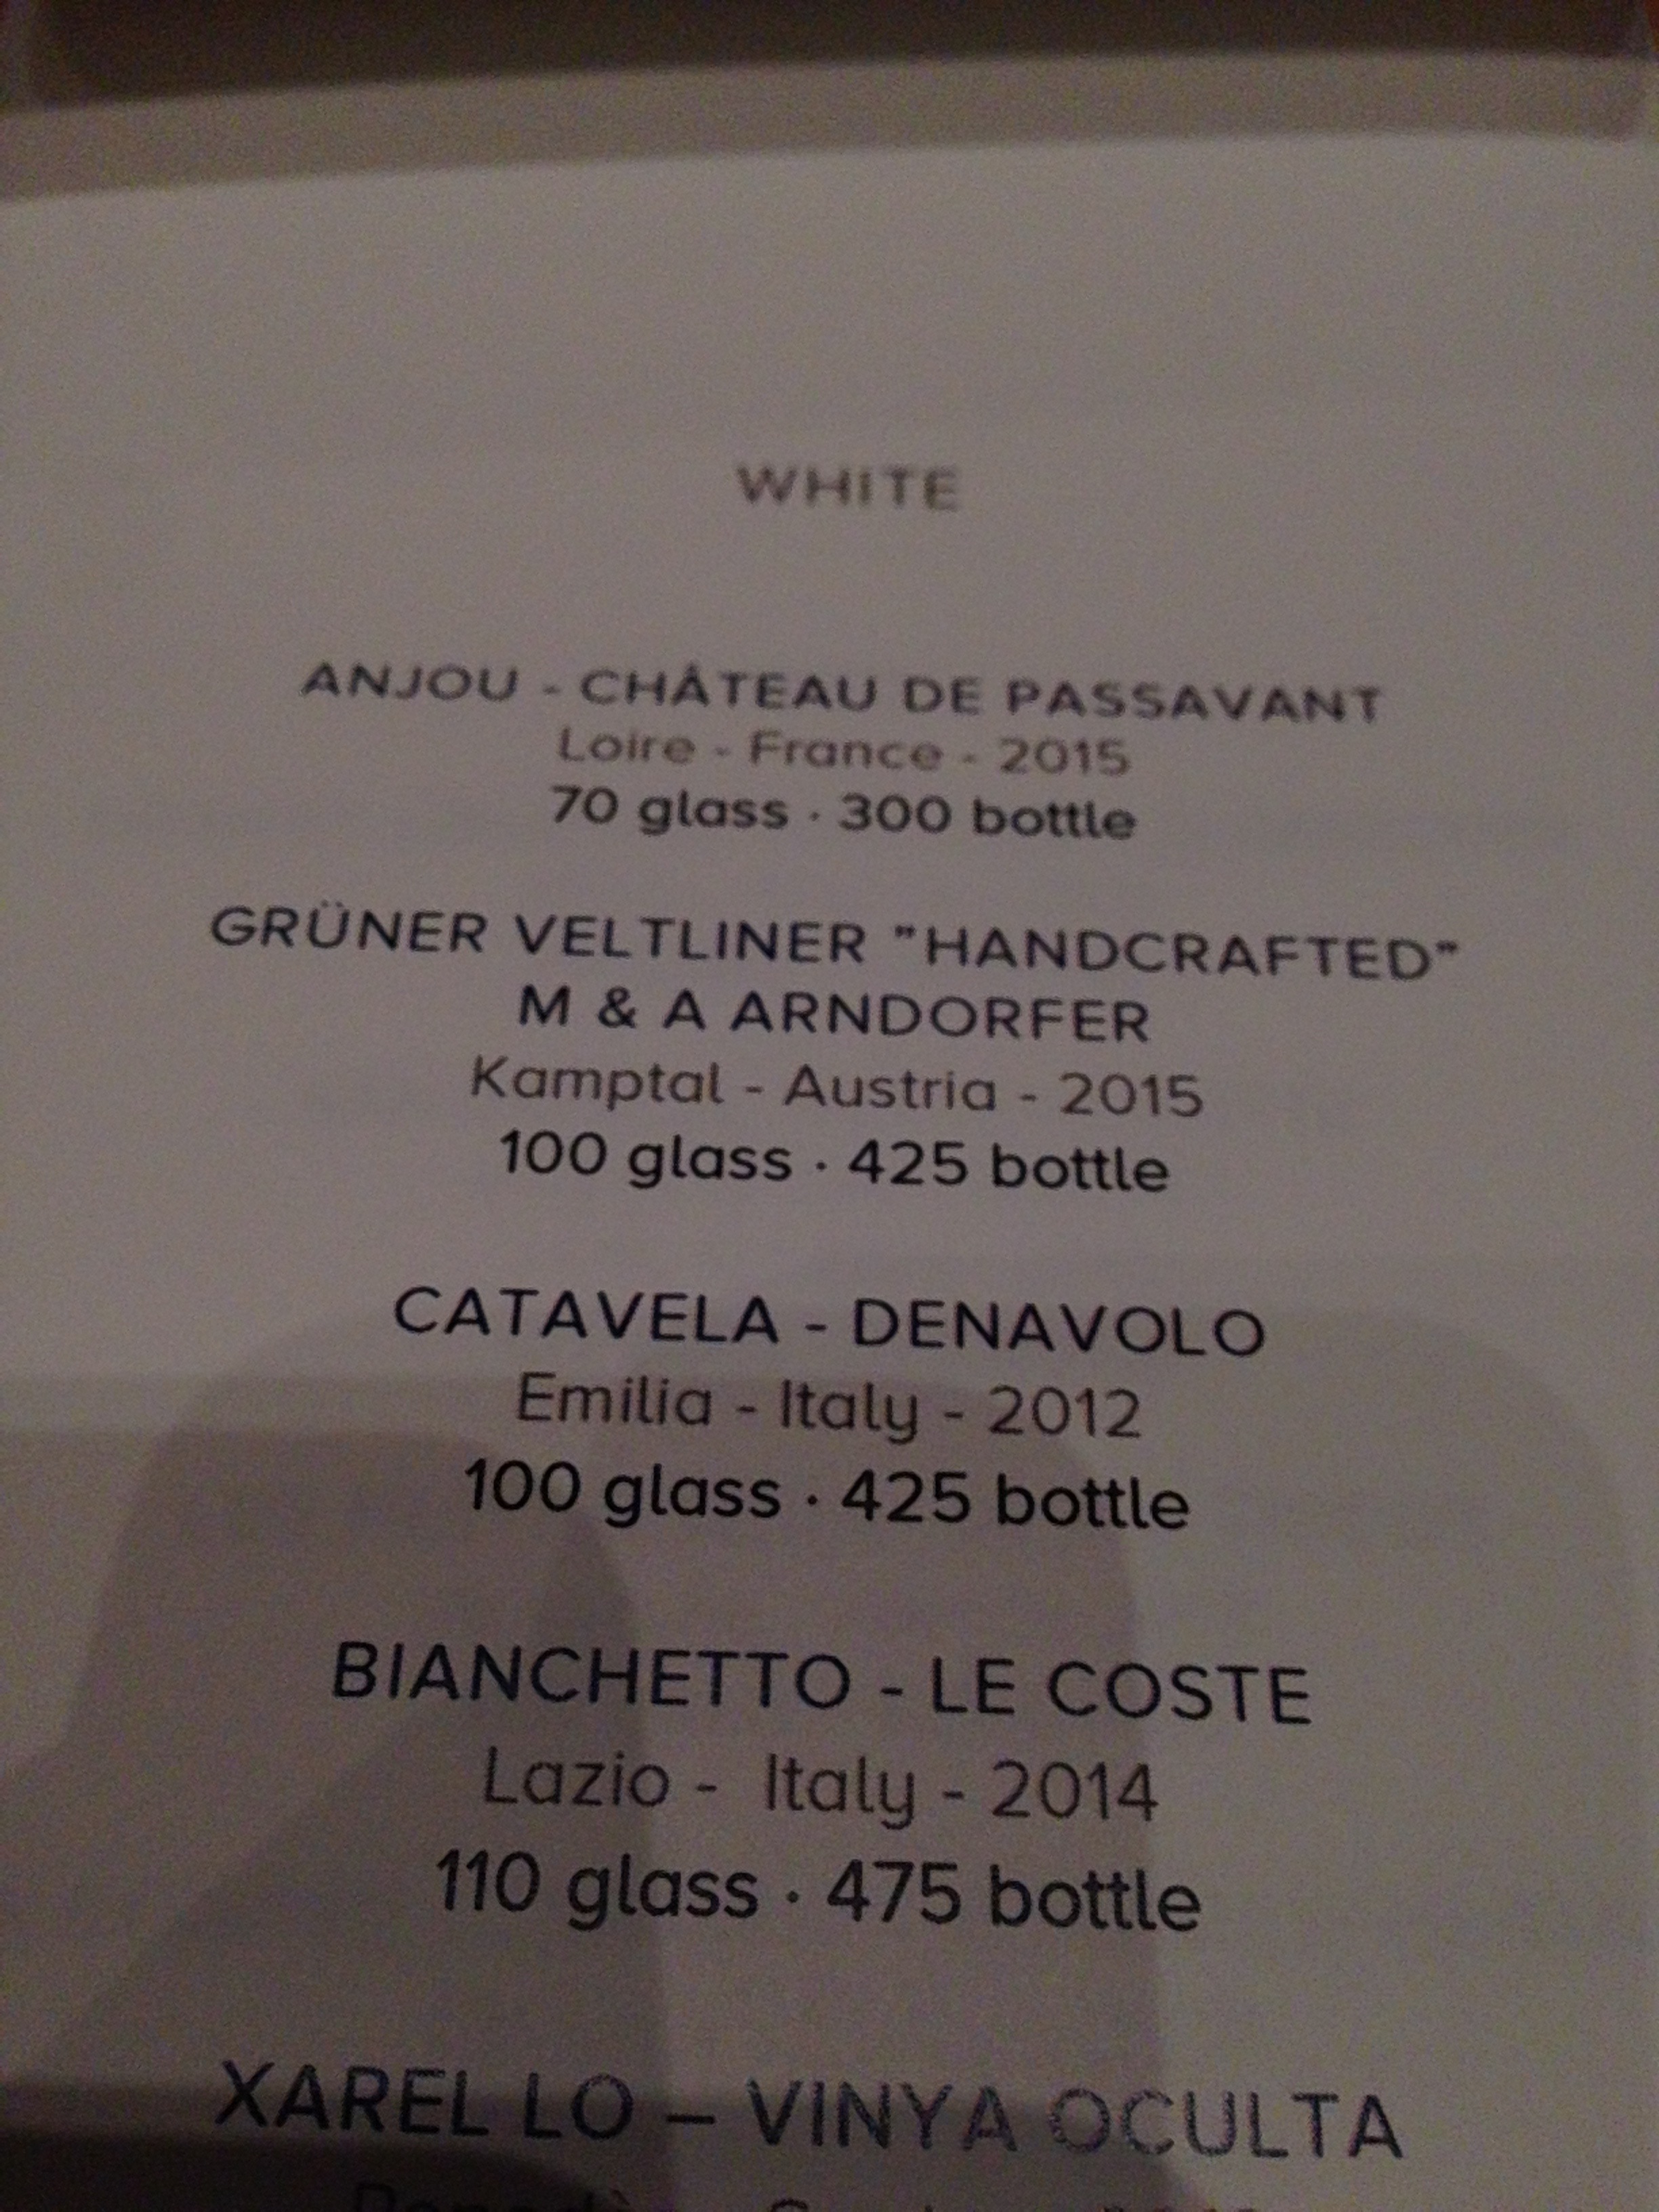 WHITE
ANJOU - CHÂTEAU DE PASSAVANT
Loire - France - 2015
70 glass · 300 bottle
GRÜNER VELTLINER "HANDCRAFTED"
M & A ARNDORFER
Kamptal - Austria - 2015
100 glass · 425 bottle
CATAVELA - DENAVOLO
Emilia - Italy - 2012
100 glass · 425 bottle
BIANCHETTO - LE COSTE
Lazio - Italy - 2014
110 glass · 475 bottle
XAREL LO – VINYA OCULTA